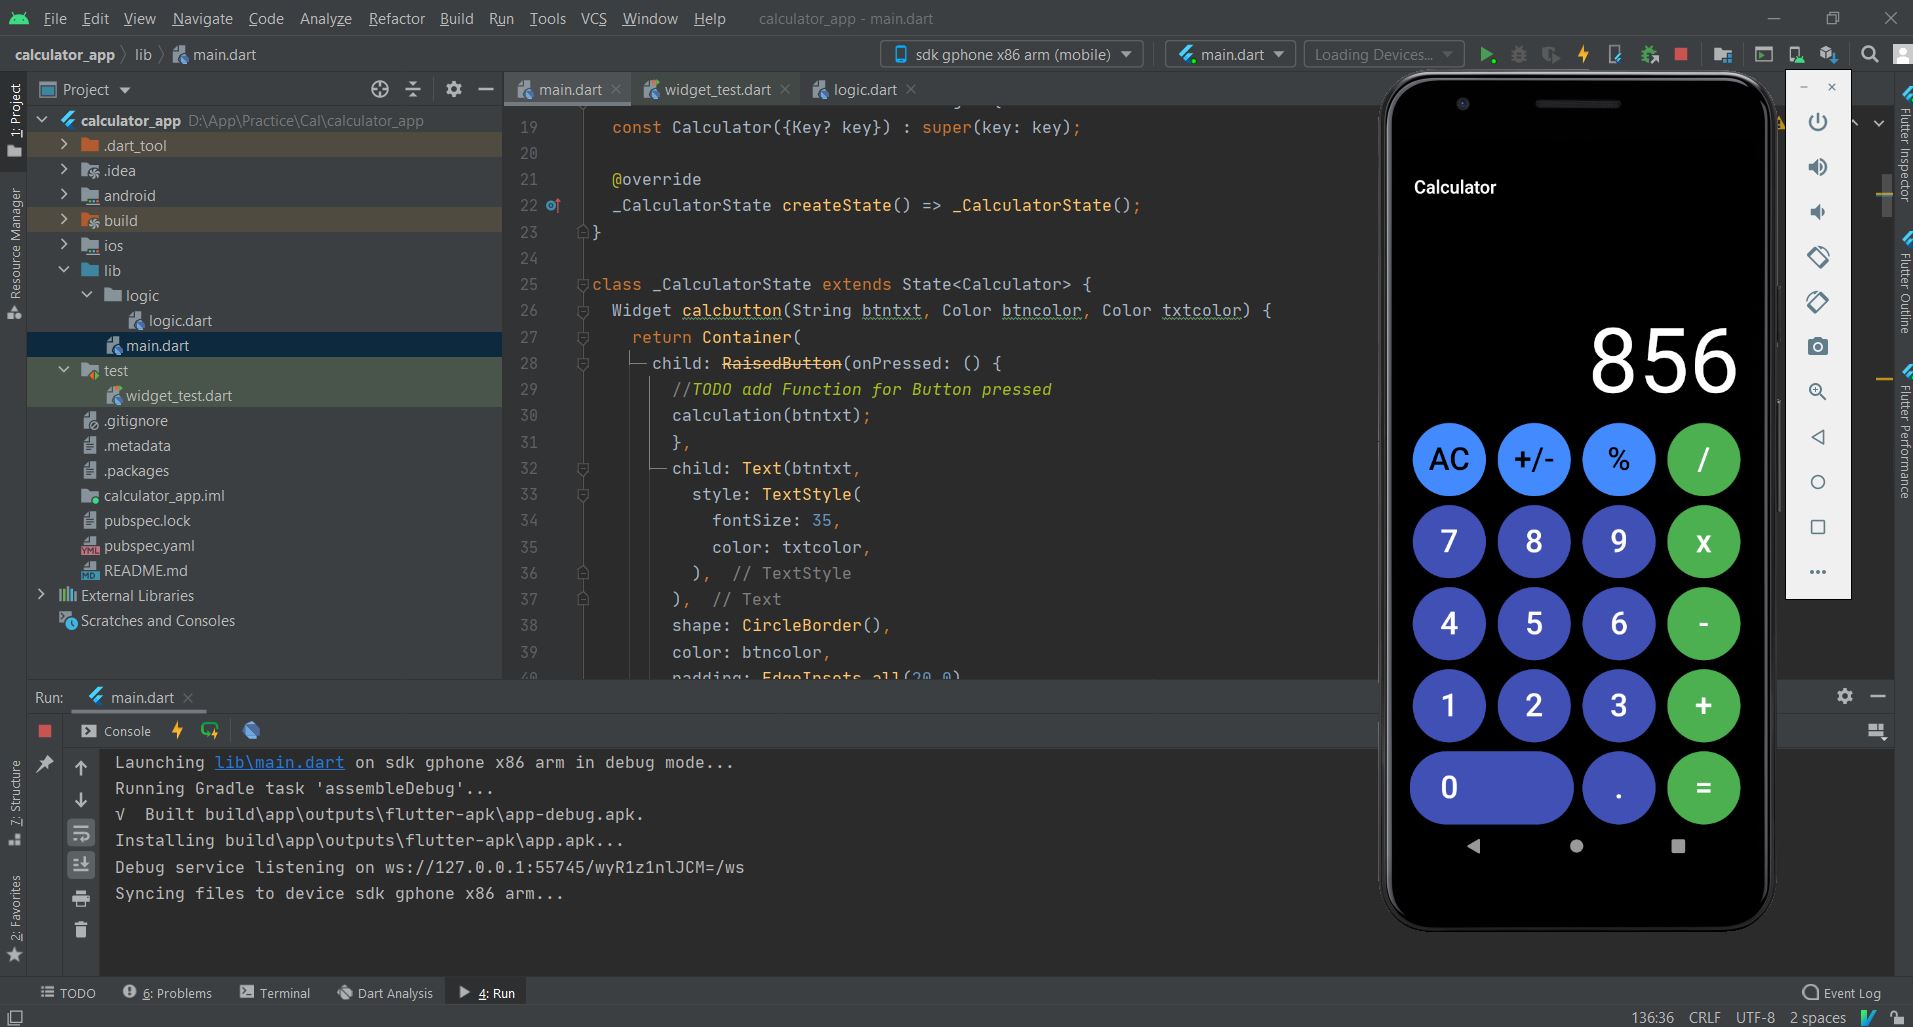 File Edit View Navigate Code Analyze Refactor Build Run Tools VCS Window Help calculator_app - main.dart
calculator_app lib main.dart sdk gphone x86 arm (mobile) main.dart Loading Devices...
1: Project
Resource Manager
7: Structure
2: Favorites
Project
calculator_app D:\App\Practice\Cal\calculator_app
.dart_tool
.idea
android
build
ios
lib
logic
logic.dart
main.dart
test
widget_test.dart
.gitignore
.metadata
.packages
calculator_app.iml
pubspec.lock
pubspec.yaml
README.md
External Libraries
Scratches and Consoles
main.dart widget_test.dart logic.dart
19 const Calculator({Key? key}) : super(key: key);
20
21 @override
22 _CalculatorState createState() => _CalculatorState();
23 }
24
25 class _CalculatorState extends State<Calculator> {
26 Widget calcbutton(String btntxt, Color btncolor, Color txtcolor) {
27 return Container(
28 child: RaisedButton(onPressed: () {
29 //TODO add Function for Button pressed
30 calculation(btntxt);
31 },
32 child: Text(btntxt,
33 style: TextStyle(
34 fontSize: 35,
35 color: txtcolor,
36 ), // TextStyle
37 ), // Text
38 shape: CircleBorder(),
39 color: btncolor,
40 padding: EdgeInsets.all(20.0),
Calculator
856
AC +/- % /
7 8 9 x
4 5 6 -
1 2 3 +
0 . =
Flutter Inspector
Flutter Outline
Flutter Performance
Run: main.dart
Console
Launching lib\main.dart on sdk gphone x86 arm in debug mode...
Running Gradle task 'assembleDebug'...
√ Built build\app\outputs\flutter-apk\app-debug.apk.
Installing build\app\outputs\flutter-apk\app.apk...
Debug service listening on ws://127.0.0.1:55745/wyR1z1nlJCM=/ws
Syncing files to device sdk gphone x86 arm...
TODO 6: Problems Terminal Dart Analysis 4: Run Event Log
136:36 CRLF UTF-8 2 spaces